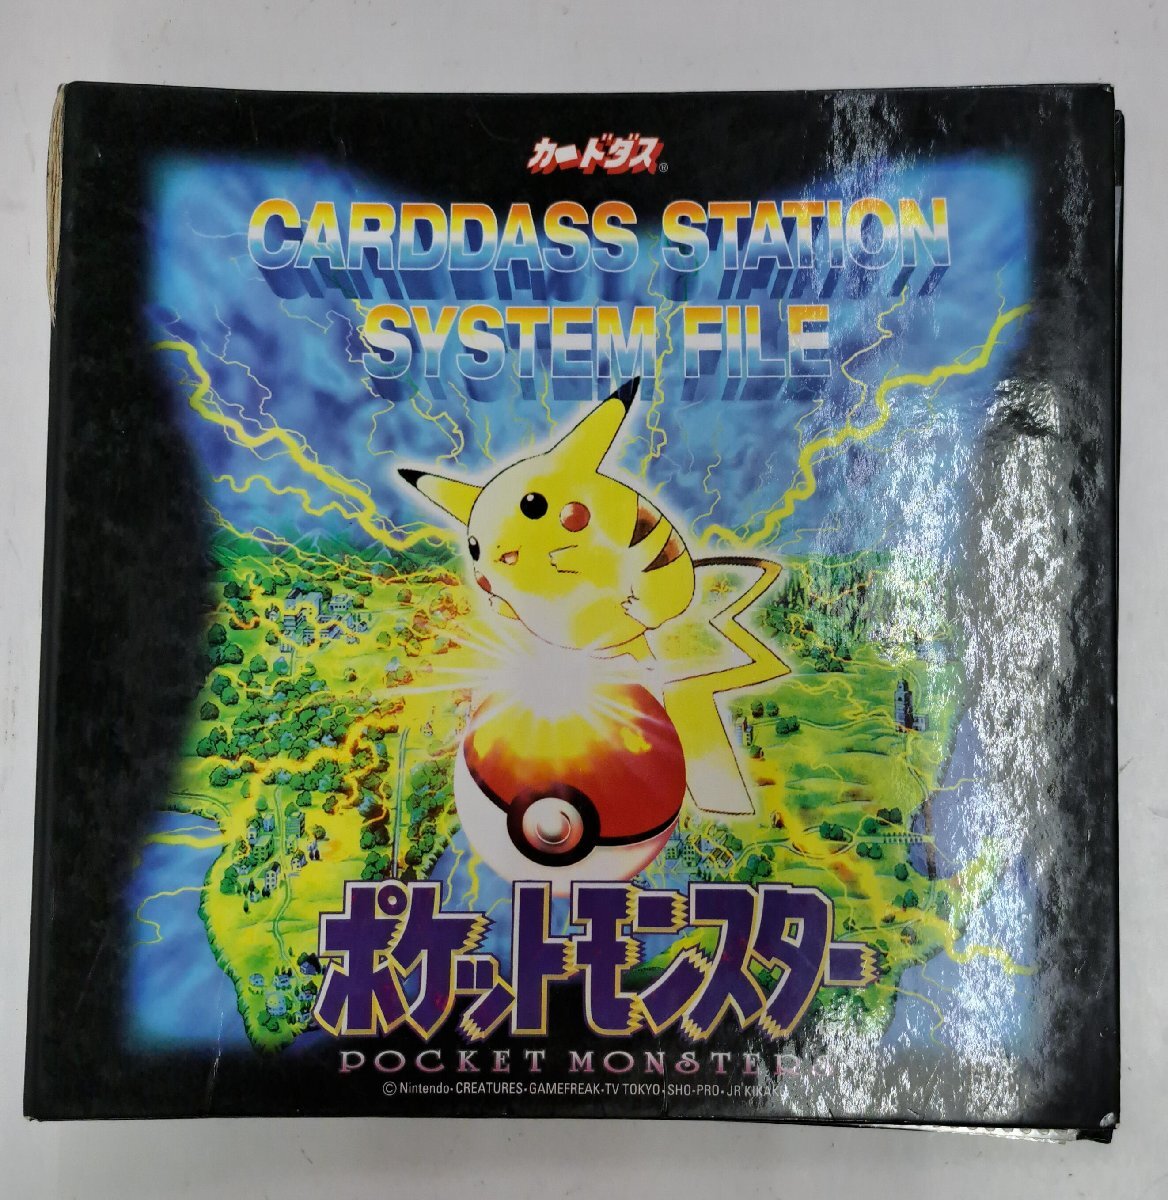 カードダス®
CARDDASS STATION
SYSTEM FILE
ポケットモンスター
POCKET MONSTERS
©Nintendo・CREATURES・GAMEFREAK・TV TOKYO・SHO-PRO・JR KIKAKU